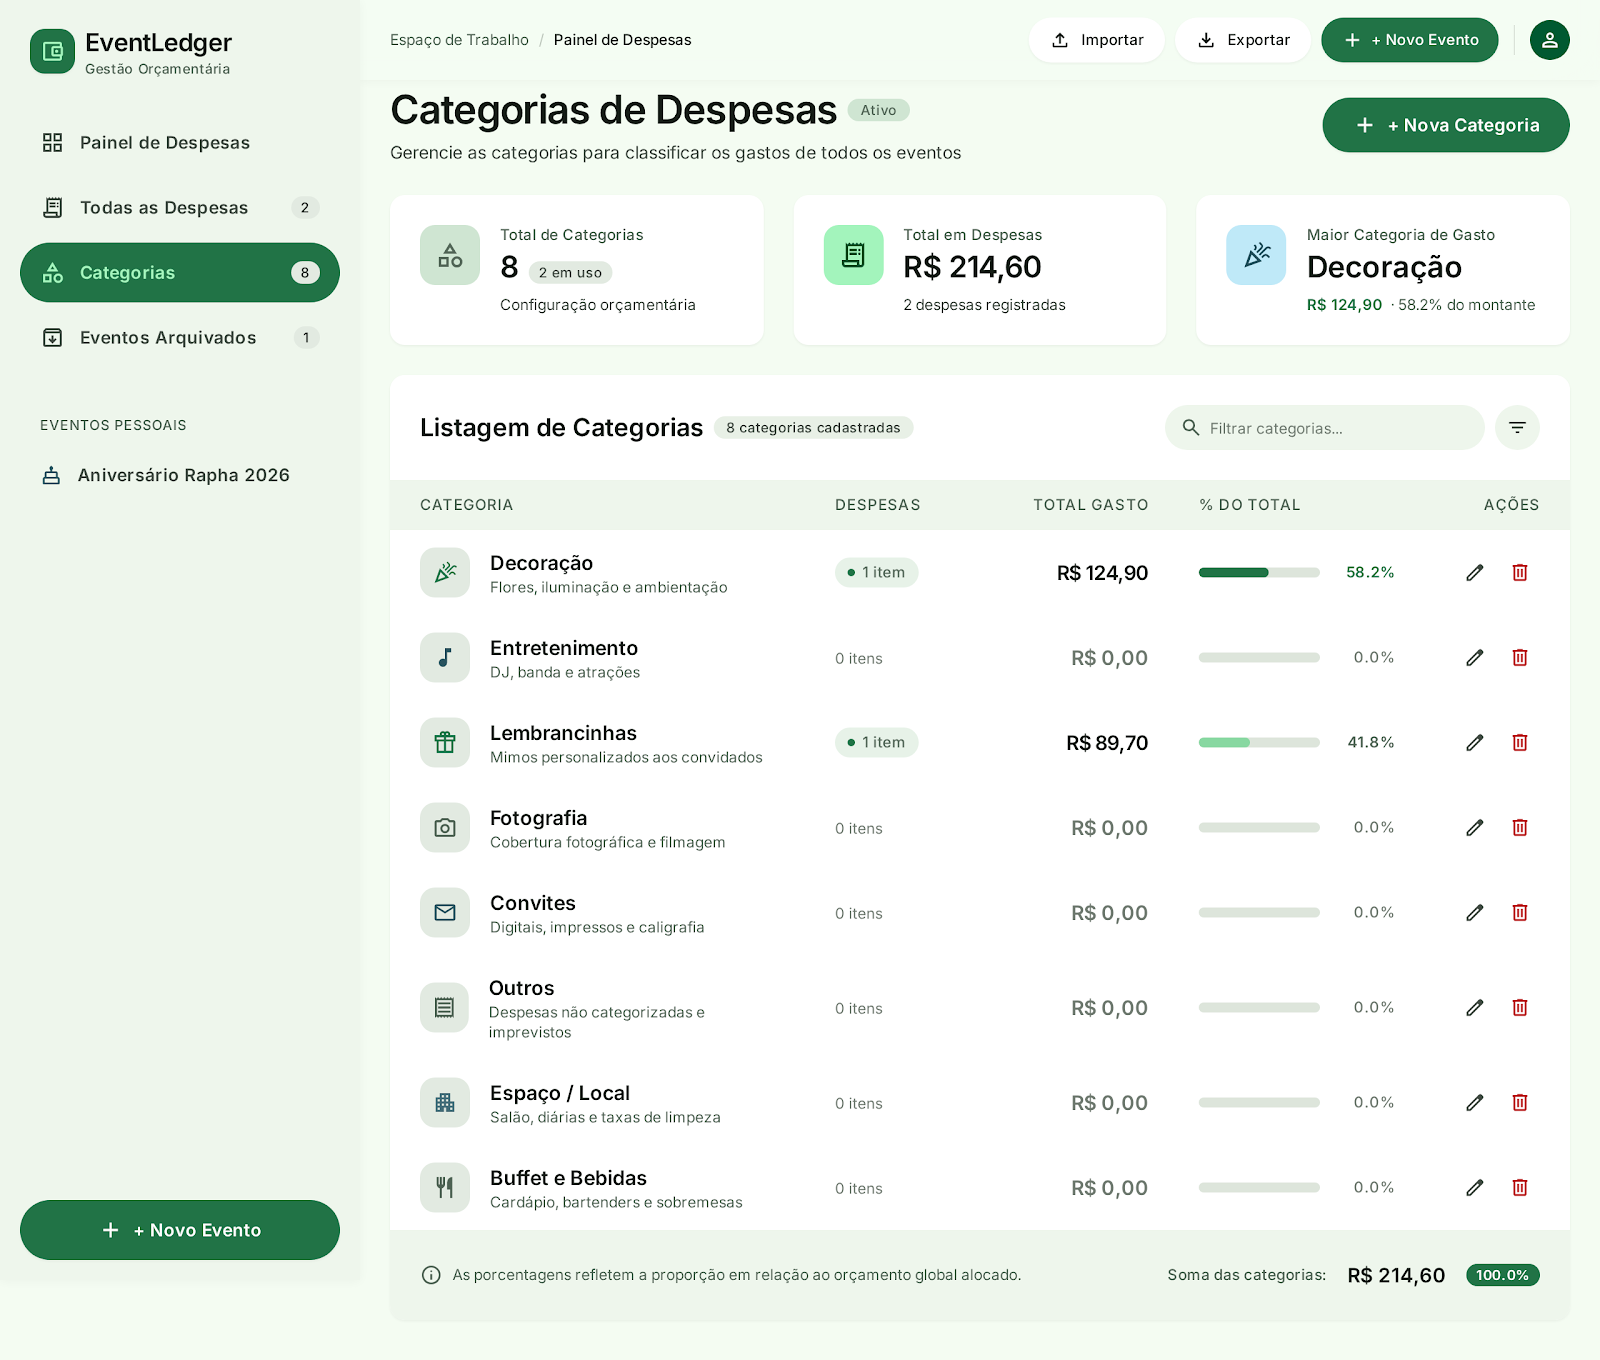 EventLedger
Gestão Orçamentária
Painel de Despesas
Todas as Despesas 2
Categorias 8
Eventos Arquivados 1
EVENTOS PESSOAIS
Aniversário Rapha 2026
+ Novo Evento
Espaço de Trabalho / Painel de Despesas
Importar
Exportar
+ Novo Evento
Categorias de Despesas Ativo
Gerencie as categorias para classificar os gastos de todos os eventos
+ Nova Categoria
Total de Categorias
8 2 em uso
Configuração orçamentária
Total em Despesas
R$ 214,60
2 despesas registradas
Maior Categoria de Gasto
Decoração
R$ 124,90 · 58.2% do montante
Listagem de Categorias 8 categorias cadastradas
Filtrar categorias...
CATEGORIA DESPESAS TOTAL GASTO % DO TOTAL AÇÕES
Decoração
Flores, iluminação e ambientação
1 item R$ 124,90 58.2%
Entretenimento
DJ, banda e atrações
0 itens R$ 0,00 0.0%
Lembrancinhas
Mimos personalizados aos convidados
1 item R$ 89,70 41.8%
Fotografia
Cobertura fotográfica e filmagem
0 itens R$ 0,00 0.0%
Convites
Digitais, impressos e caligrafia
0 itens R$ 0,00 0.0%
Outros
Despesas não categorizadas e
imprevistos
0 itens R$ 0,00 0.0%
Espaço / Local
Salão, diárias e taxas de limpeza
0 itens R$ 0,00 0.0%
Buffet e Bebidas
Cardápio, bartenders e sobremesas
0 itens R$ 0,00 0.0%
As porcentagens refletem a proporção em relação ao orçamento global alocado.
Soma das categorias: R$ 214,60 100.0%